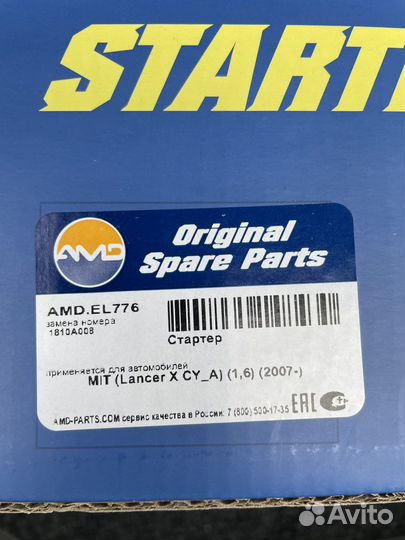 START
AMD
Original
Spare Parts
AMD.EL776
замена номера
1810A008
Стартер
применяется для автомобилей
MIT (Lancer X CY_A) (1,6) (2007-)
AMD-PARTS.COM сервис качества в России: 7 (800) 500-17-35 EAC
Avito